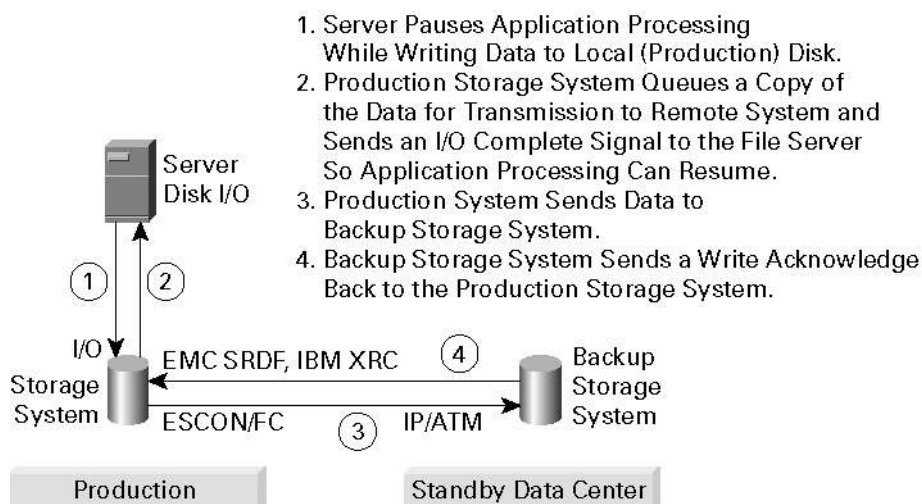 1. Server Pauses Application Processing
While Writing Data to Local (Production) Disk.
2. Production Storage System Queues a Copy of
the Data for Transmission to Remote System and
Sends an I/O Complete Signal to the File Server
So Application Processing Can Resume.
3. Production System Sends Data to
Backup Storage System.
4. Backup Storage System Sends a Write Acknowledge
Back to the Production Storage System.
Server
Disk I/O
1
2
I/O
Storage
System
EMC SRDF, IBM XRC
4
ESCON/FC
3
IP/ATM
Backup
Storage
System
Production
Standby Data Center